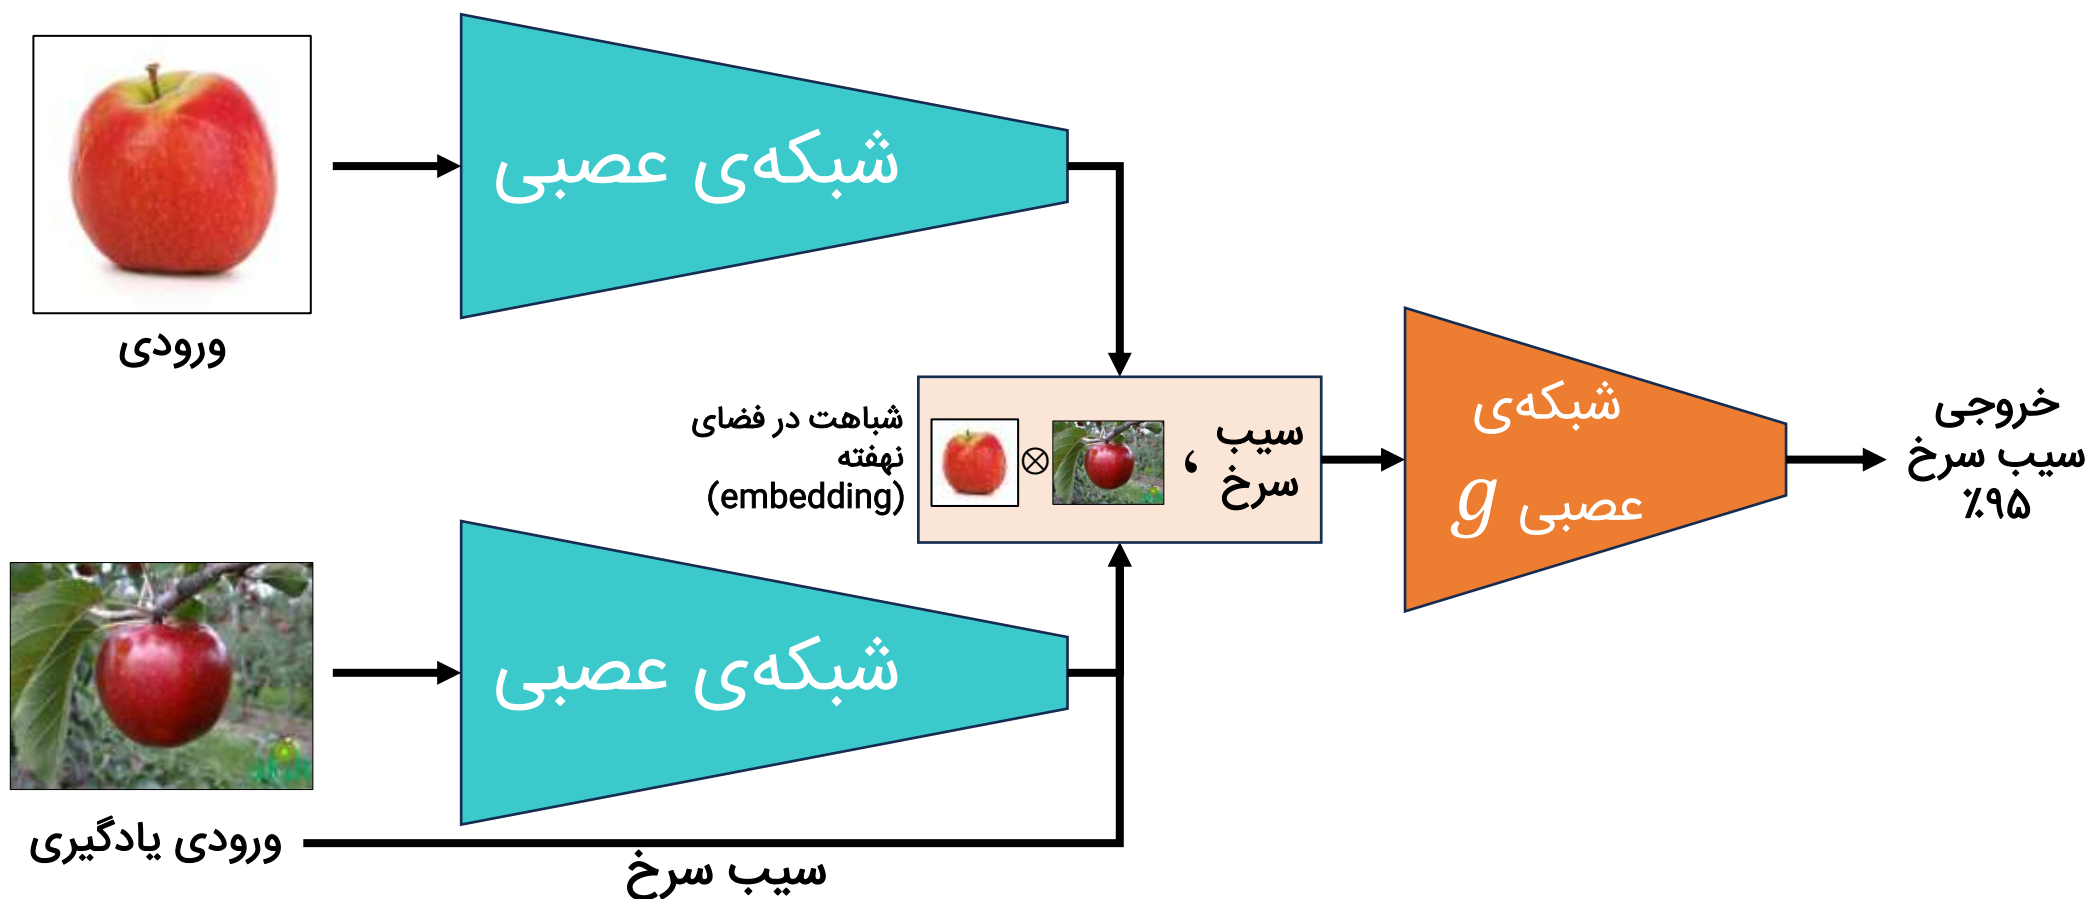 شبکه‌ی عصبی
ورودی
شباهت در فضای
نهفته
(embedding)
سیب
سرخ
،
شبکه‌ی
عصبی g
خروجی
سیب سرخ
٪۹۵
شبکه‌ی عصبی
ورودی یادگیری
سیب سرخ